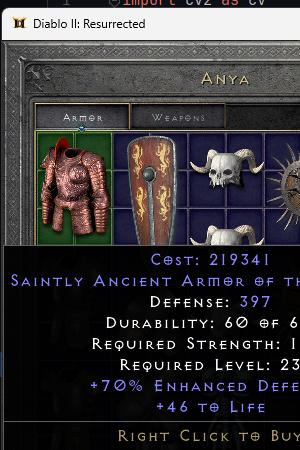 import cv2 as cv
Diablo II: Resurrected
Anya
Armor Weapons
Cost: 219341
Saintly Ancient Armor of th
Defense: 397
Durability: 60 of 6
Required Strength: 1
Required Level: 23
+70% Enhanced Defe
+46 to Life
Right Click to Buy